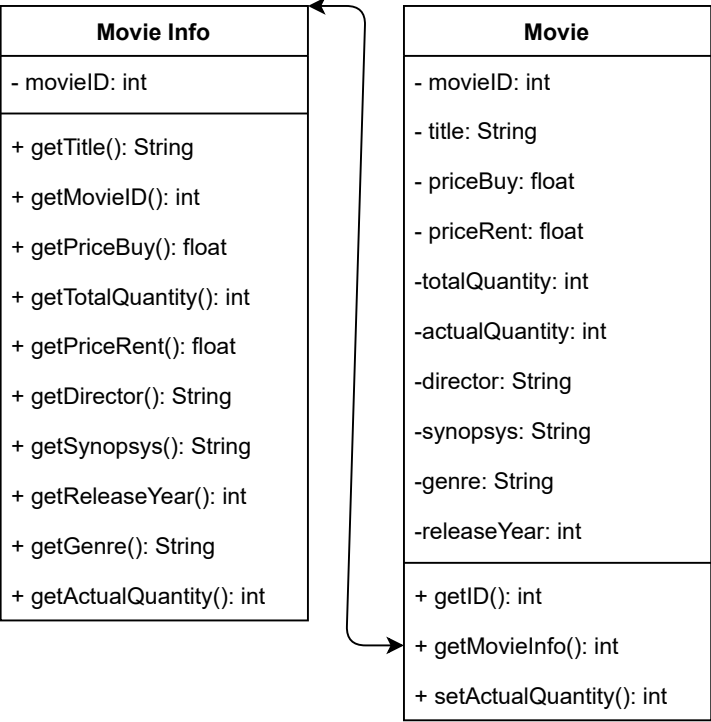 Movie Info
- movieID: int
+ getTitle(): String
+ getMovieID(): int
+ getPriceBuy(): float
+ getTotalQuantity(): int
+ getPriceRent(): float
+ getDirector(): String
+ getSynopsys(): String
+ getReleaseYear(): int
+ getGenre(): String
+ getActualQuantity(): int
Movie
- movieID: int
- title: String
- priceBuy: float
- priceRent: float
-totalQuantity: int
-actualQuantity: int
-director: String
-synopsys: String
-genre: String
-releaseYear: int
+ getID(): int
+ getMovieInfo(): int
+ setActualQuantity(): int